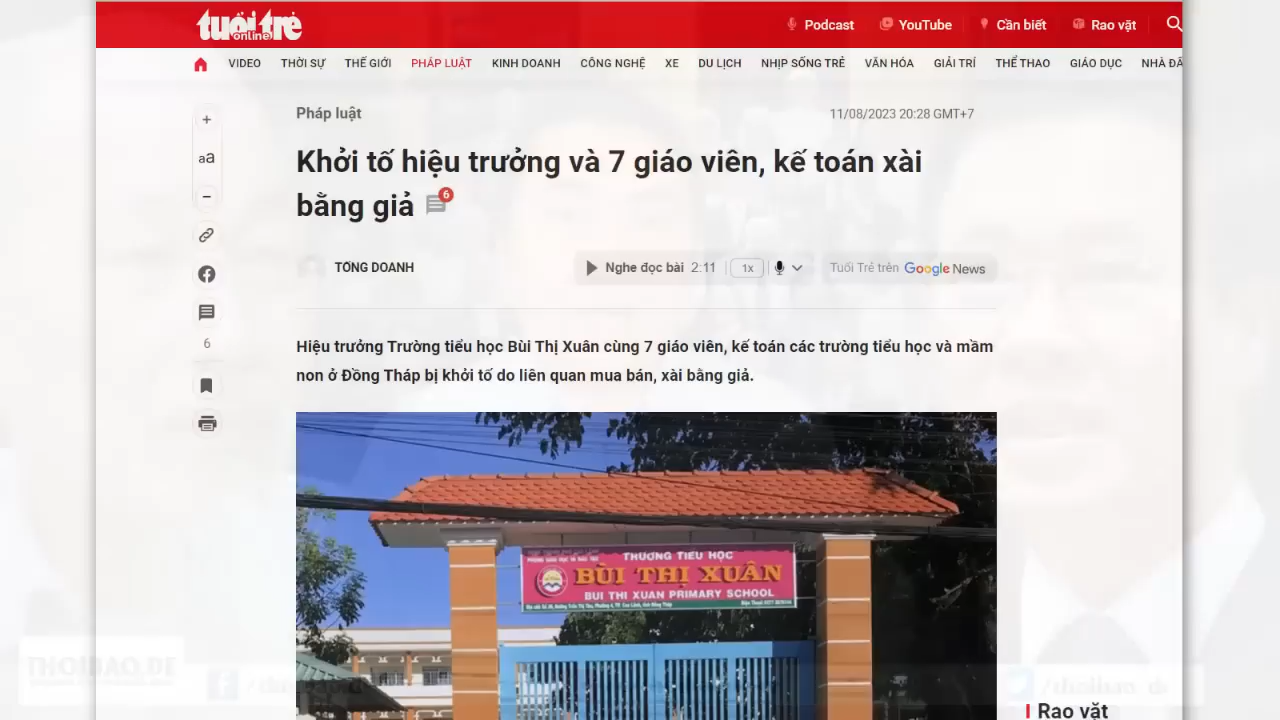 tuổi trẻ online
Podcast
YouTube
Cần biết
Rao vặt
VIDEO THỜI SỰ THẾ GIỚI PHÁP LUẬT KINH DOANH CÔNG NGHỆ XE DU LỊCH NHỊP SỐNG TRẺ VĂN HÓA GIẢI TRÍ THỂ THAO GIÁO DỤC NHÀ ĐẤ
+
aA
−
6
Pháp luật
11/08/2023 20:28 GMT+7
Khởi tố hiệu trưởng và 7 giáo viên, kế toán xài
bằng giả
6
TỐNG DOANH
Nghe đọc bài 2:11
1x
Tuổi Trẻ trên Google News
Hiệu trưởng Trường tiểu học Bùi Thị Xuân cùng 7 giáo viên, kế toán các trường tiểu học và mầm
non ở Đồng Tháp bị khởi tố do liên quan mua bán, xài bằng giả.
TRƯỜNG TIỂU HỌC
BÙI THỊ XUÂN
BUI THI XUAN PRIMARY SCHOOL
THOIBAO.DE
Rao vặt